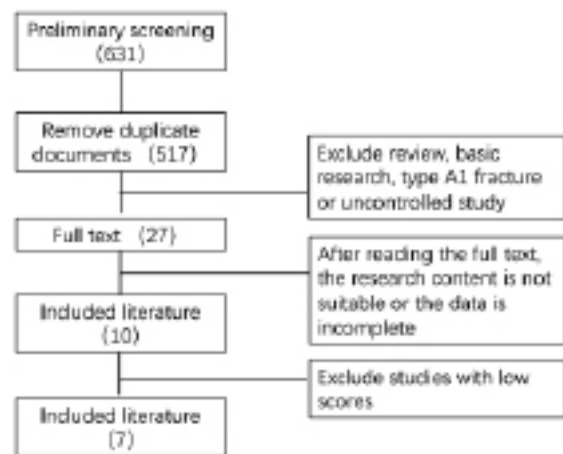 Preliminary screening
(631)
Remove duplicate
documents (517)
Exclude review, basic
research, type A1 fracture
or uncontrolled study
Full text (27)
After reading the full text,
the research content is not
suitable or the data is
incomplete
Included literature
(10)
Exclude studies with low
scores
Included literature
(7)